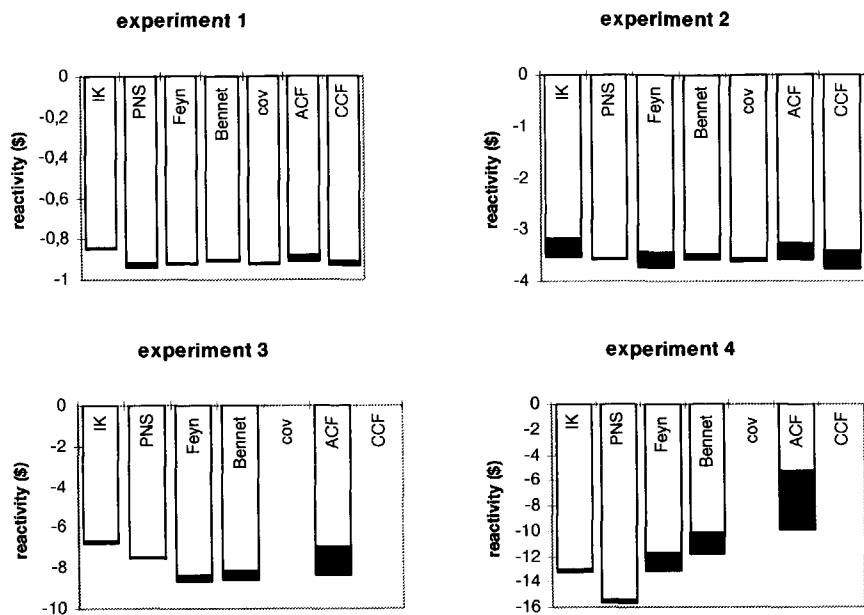 experiment 1
0
-0,2
-0,4
-0,6
-0,8
-1
reactivity ($)
IK
PNS
Feyn
Bennet
cov
ACF
CCF
experiment 2
0
-1
-2
-3
-4
reactivity ($)
IK
PNS
Feyn
Bennet
cov
ACF
CCF
experiment 3
0
-2
-4
-6
-8
-10
reactivity ($)
IK
PNS
Feyn
Bennet
cov
ACF
CCF
experiment 4
0
-2
-4
-6
-8
-10
-12
-14
-16
reactivity ($)
IK
PNS
Feyn
Bennet
cov
ACF
CCF